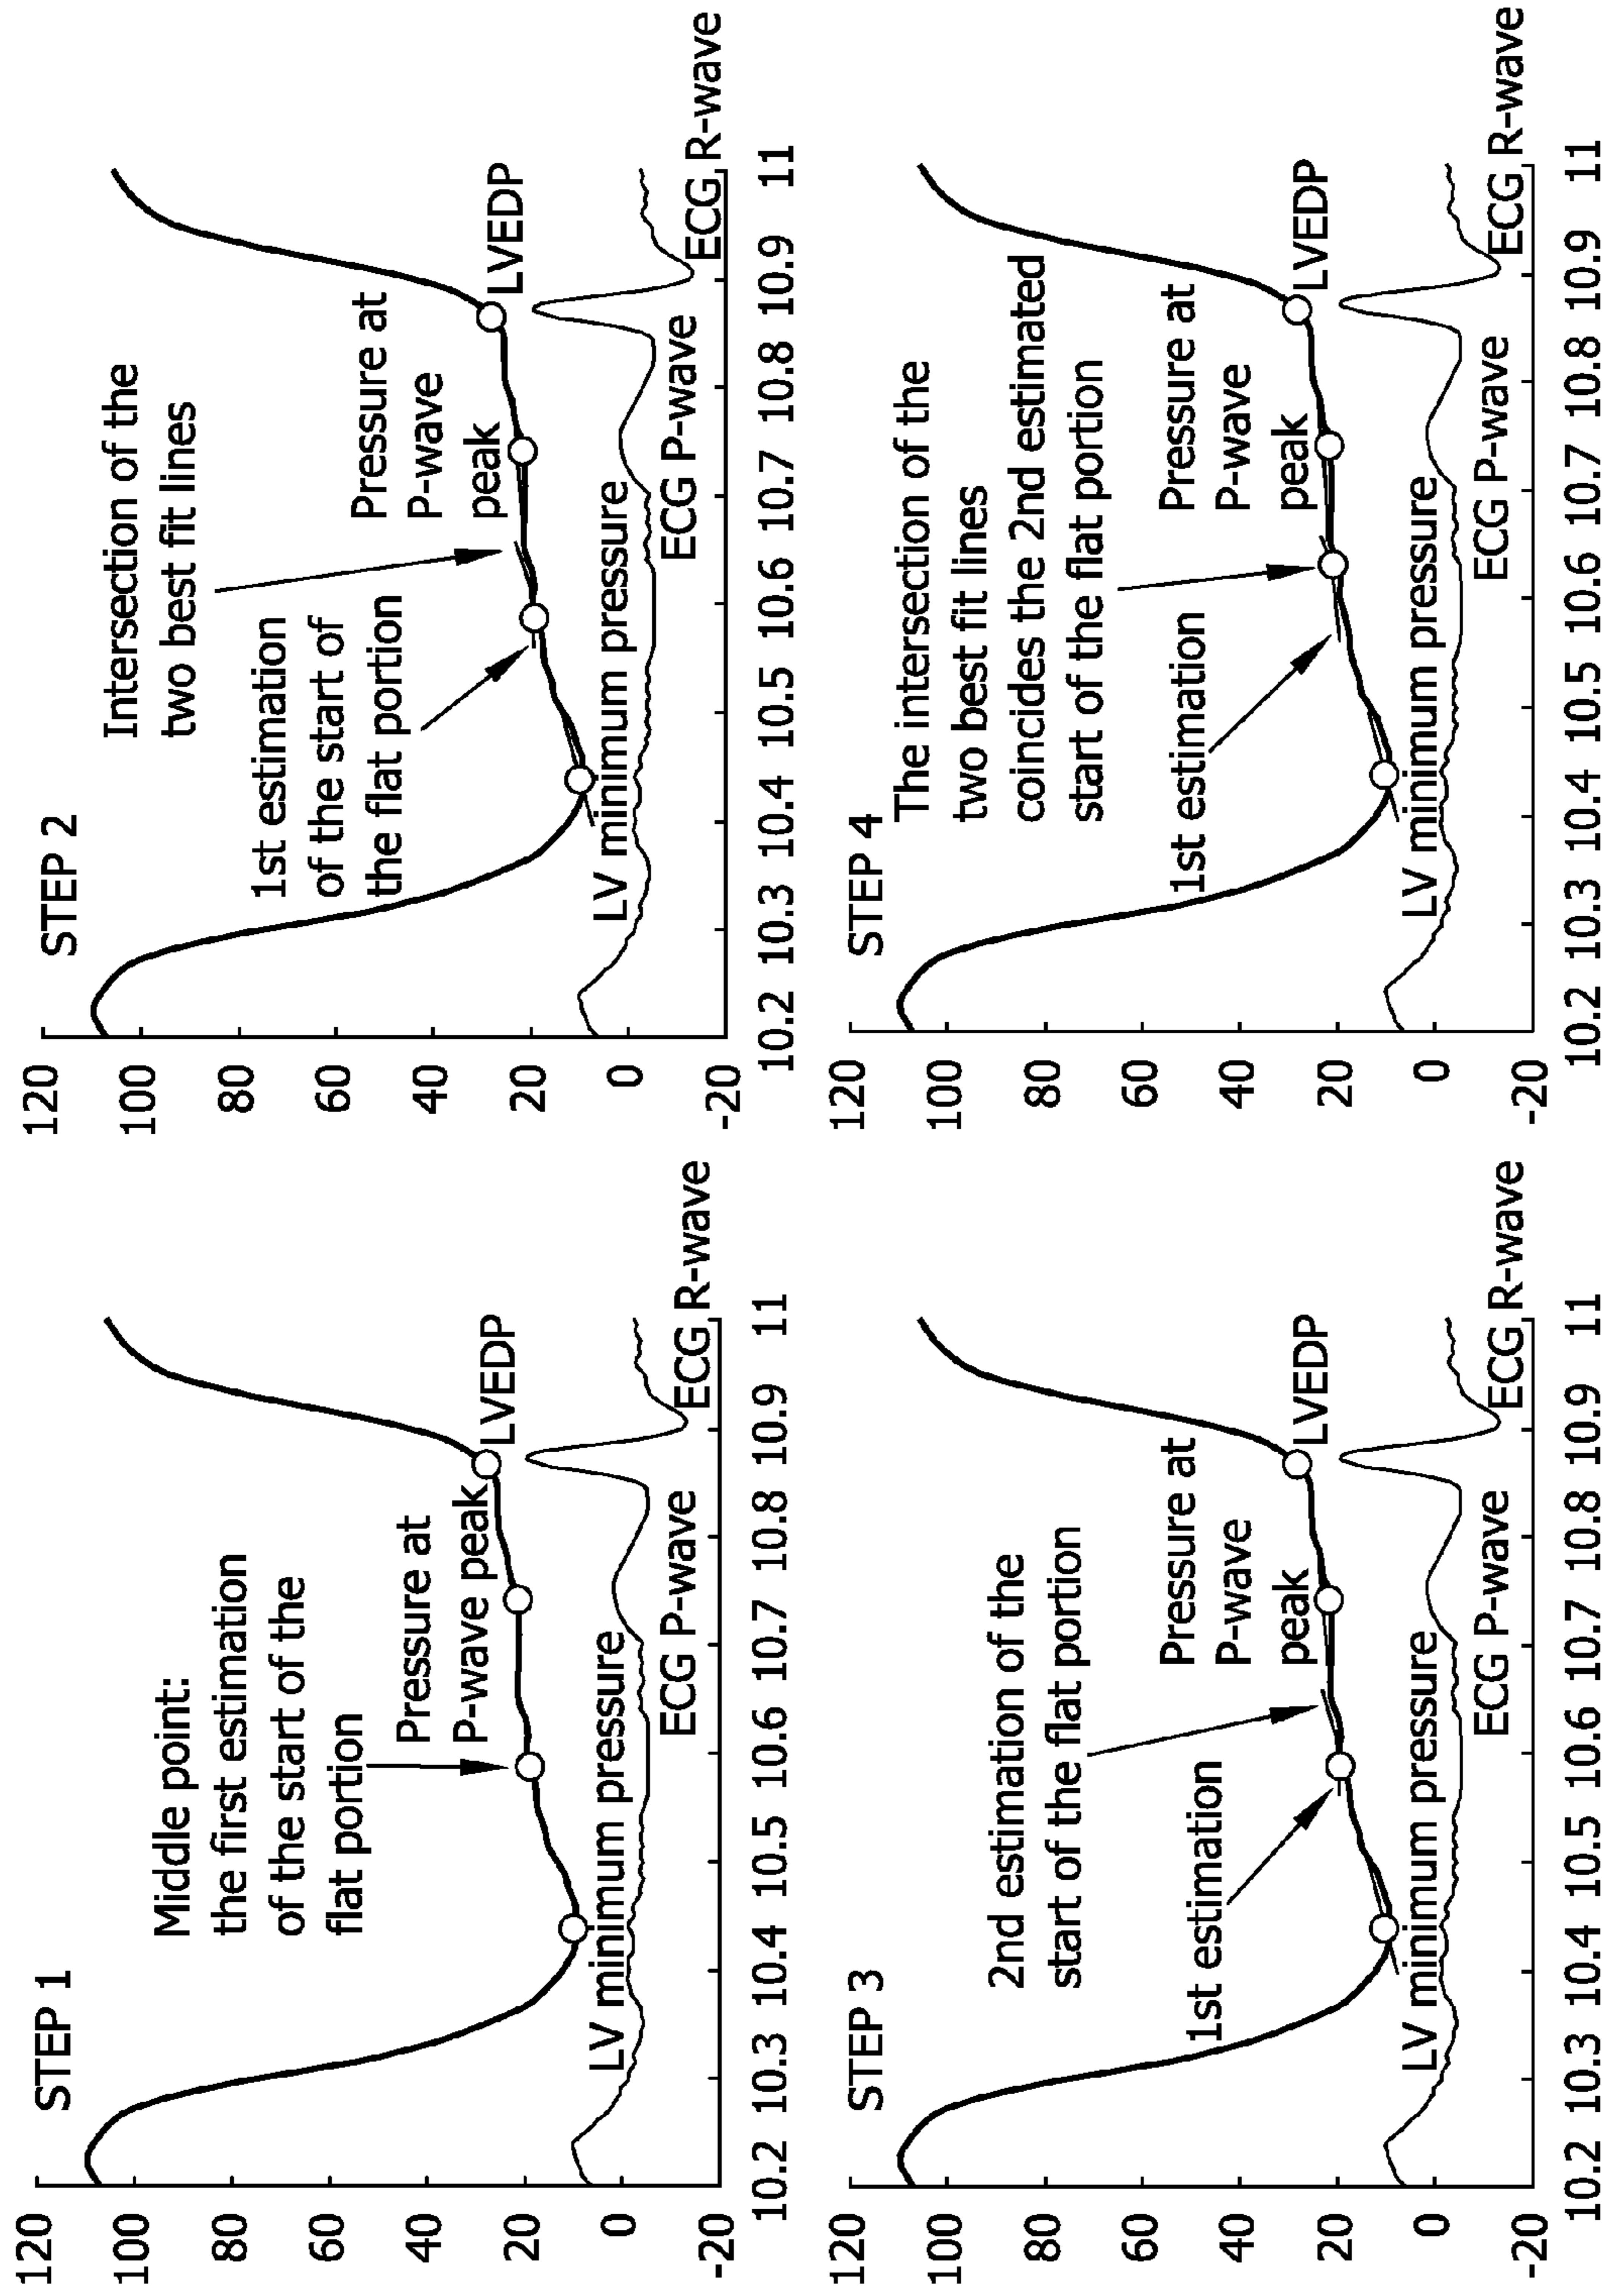 STEP 1
120
100
80
60
40
20
0
-20
Middle point:
the first estimation
of the start of the
flat portion
Pressure at
P-wave peak
LVEDP
LV minimum pressure
ECG P-wave
ECG R-wave
10.2 10.3 10.4 10.5 10.6 10.7 10.8 10.9 11
STEP 2
120
100
80
60
40
20
0
-20
Intersection of the
two best fit lines
1st estimation
of the start of
the flat portion
Pressure at
P-wave
peak
LVEDP
LV minimum pressure
ECG P-wave
ECG R-wave
10.2 10.3 10.4 10.5 10.6 10.7 10.8 10.9 11
STEP 3
120
100
80
60
40
20
0
-20
2nd estimation of the
start of the flat portion
1st estimation
Pressure at
P-wave
peak
LVEDP
LV minimum pressure
ECG P-wave
ECG R-wave
10.2 10.3 10.4 10.5 10.6 10.7 10.8 10.9 11
STEP 4
120
100
80
60
40
20
0
-20
The intersection of the
two best fit lines
coincides the 2nd estimated
start of the flat portion
1st estimation
Pressure at
P-wave
peak
LVEDP
LV minimum pressure
ECG P-wave
ECG R-wave
10.2 10.3 10.4 10.5 10.6 10.7 10.8 10.9 11